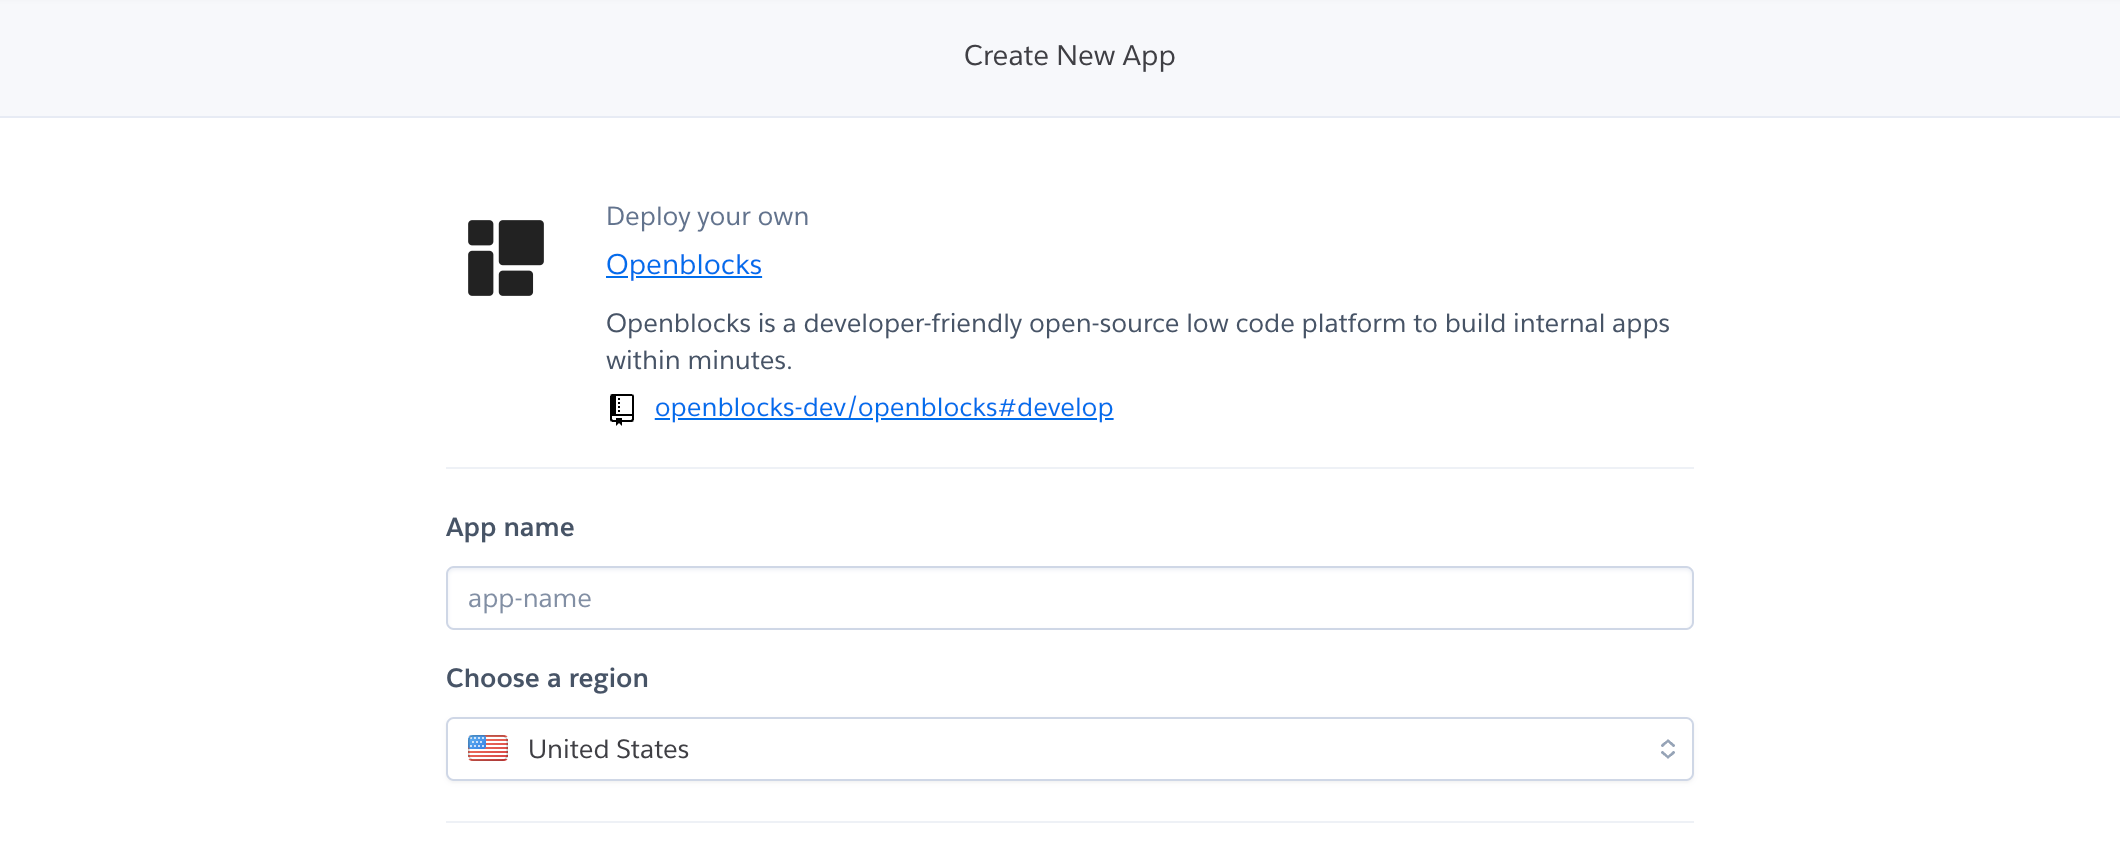 Create New App
Deploy your own
Openblocks
Openblocks is a developer-friendly open-source low code platform to build internal apps
within minutes.
openblocks-dev/openblocks#develop
App name
app-name
Choose a region
United States